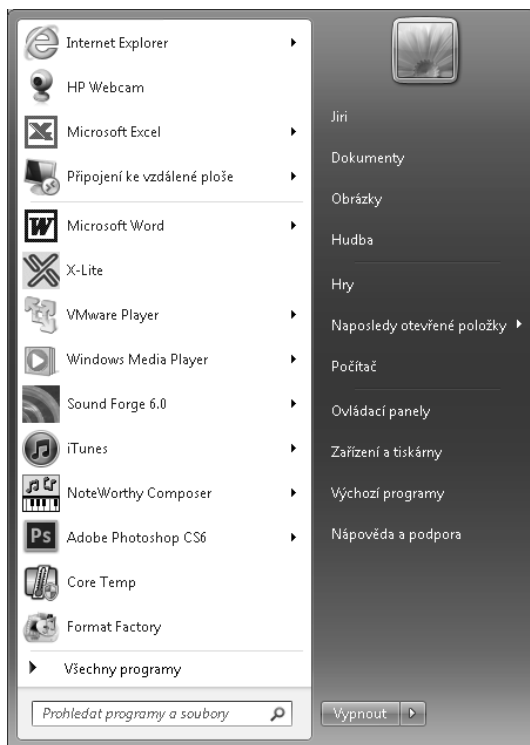 Internet Explorer
HP Webcam
Microsoft Excel
Připojení ke vzdálené ploše
Microsoft Word
X-Lite
VMware Player
Windows Media Player
Sound Forge 6.0
iTunes
NoteWorthy Composer
Ps
Adobe Photoshop CS6
Core Temp
Format Factory
Všechny programy
Prohledat programy a soubory
Jiri
Dokumenty
Obrázky
Hudba
Hry
Naposledy otevřené položky
Počítač
Ovládací panely
Zařízení a tiskárny
Výchozí programy
Nápověda a podpora
Vypnout